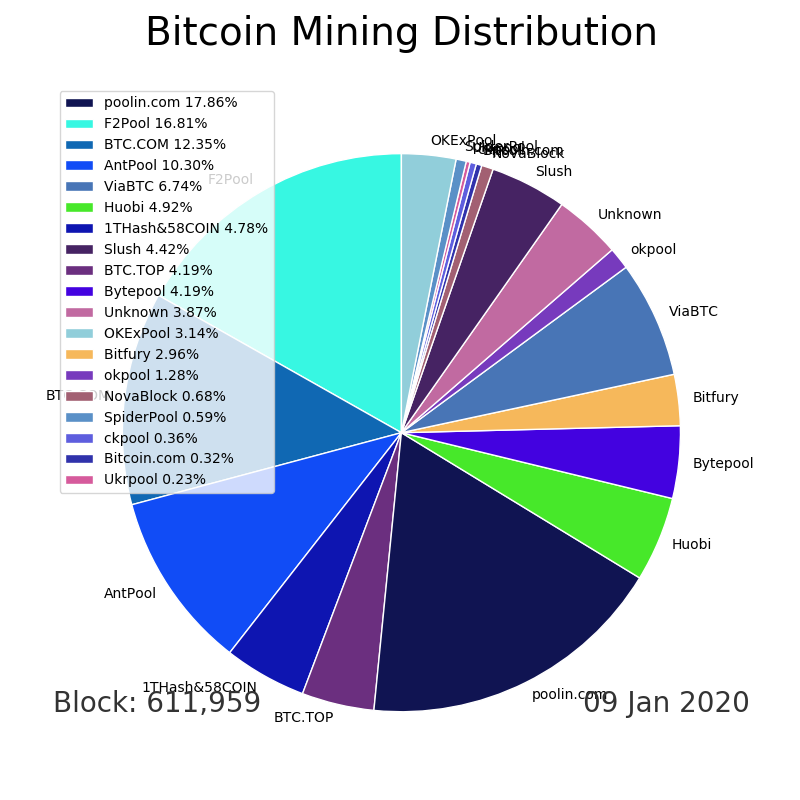 Bitcoin Mining Distribution
poolin.com 17.86%
F2Pool 16.81%
BTC.COM 12.35%
AntPool 10.30%
ViaBTC 6.74%
Huobi 4.92%
1THash&58COIN 4.78%
Slush 4.42%
BTC.TOP 4.19%
Bytepool 4.19%
Unknown 3.87%
OKExPool 3.14%
Bitfury 2.96%
okpool 1.28%
NovaBlock 0.68%
SpiderPool 0.59%
ckpool 0.36%
Bitcoin.com 0.32%
Ukrpool 0.23%
OKExPool
SpiderPool
NovaBlock
Slush
Unknown
okpool
ViaBTC
Bitfury
Bytepool
Huobi
poolin.com
BTC.TOP
1THash&58COIN
AntPool
BTC.COM
F2Pool
Block: 611,959
09 Jan 2020